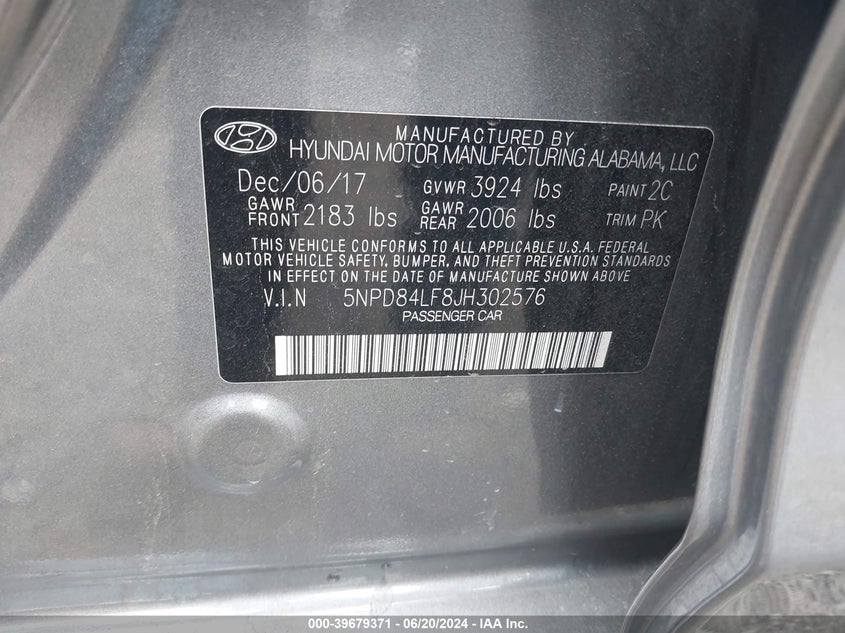 MANUFACTURED BY
HYUNDAI MOTOR MANUFACTURING ALABAMA, LLC
Dec/06/17 GVWR 3924 lbs PAINT 2C
GAWR FRONT 2183 lbs GAWR REAR 2006 lbs TRIM PK
THIS VEHICLE CONFORMS TO ALL APPLICABLE U.S.A. FEDERAL
MOTOR VEHICLE SAFETY, BUMPER, AND THEFT PREVENTION STANDARDS
IN EFFECT ON THE DATE OF MANUFACTURE SHOWN ABOVE
V.I.N 5NPD84LF8JH302576
PASSENGER CAR
000-39679371 - 06/20/2024 - IAA Inc.